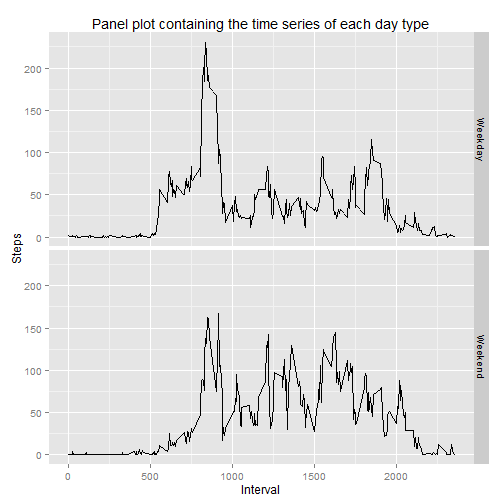 Panel plot containing the time series of each day type
200
150
100
50
0
Weekday
Steps
200
150
100
50
0
Weekend
0 500 1000 1500 2000
Interval